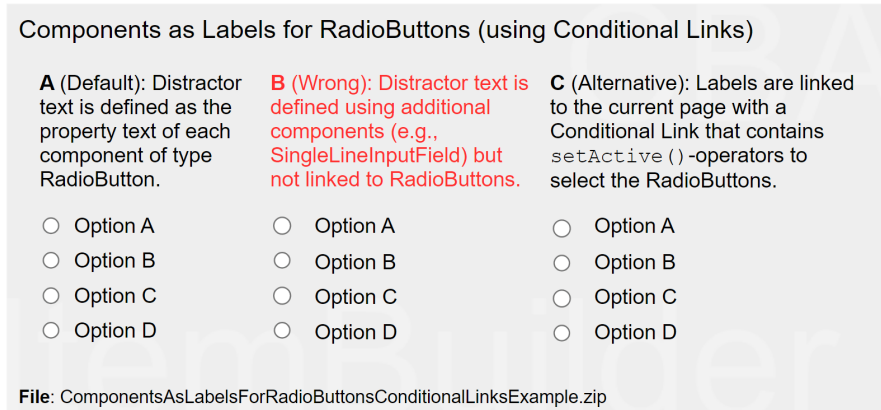 Components as Labels for RadioButtons (using Conditional Links)
A (Default): Distractor
text is defined as the
property text of each
component of type
RadioButton.
Option A
Option B
Option C
Option D
B (Wrong): Distractor text is
defined using additional
components (e.g.,
SingleLineInputField) but
not linked to RadioButtons.
Option A
Option B
Option C
Option D
C (Alternative): Labels are linked
to the current page with a
Conditional Link that contains
setActive()-operators to
select the RadioButtons.
Option A
Option B
Option C
Option D
File: ComponentsAsLabelsForRadioButtonsConditionalLinksExample.zip
CBA
ItemBuilder